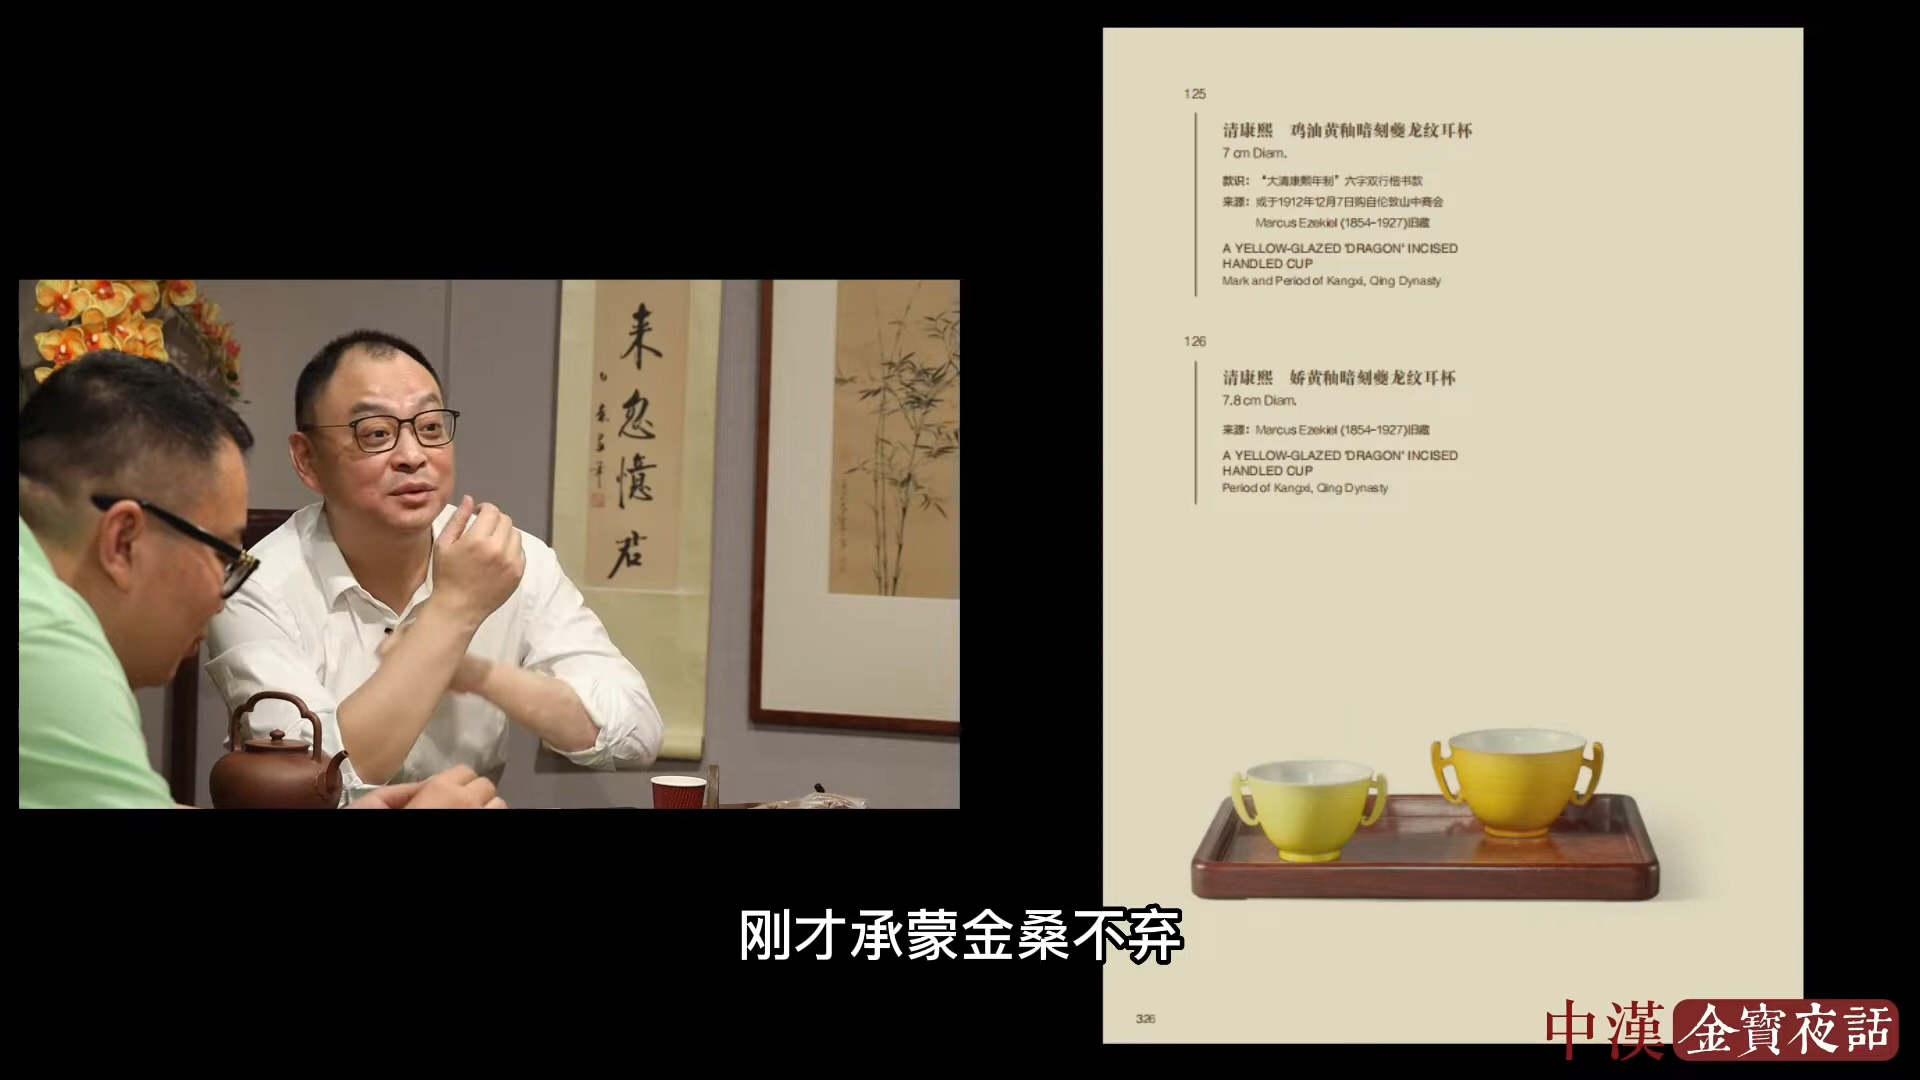 125
清康熙 鸡油黄釉暗刻夔龙纹耳杯
7 cm Diam.
款识：“大清康熙年制”六字双行楷书款
来源：或于1912年12月7日购自伦敦山中商会
Marcus Ezekiel (1854-1927)旧藏
A YELLOW-GLAZED 'DRAGON' INCISED
HANDLED CUP
Mark and Period of Kangxi, Qing Dynasty
126
清康熙 娇黄釉暗刻夔龙纹耳杯
7.8 cm Diam.
来源：Marcus Ezekiel (1854-1927)旧藏
A YELLOW-GLAZED 'DRAGON' INCISED
HANDLED CUP
Period of Kangxi, Qing Dynasty
来忽憶君
刚才承蒙金桑不弃
326
中漢 金寶夜話